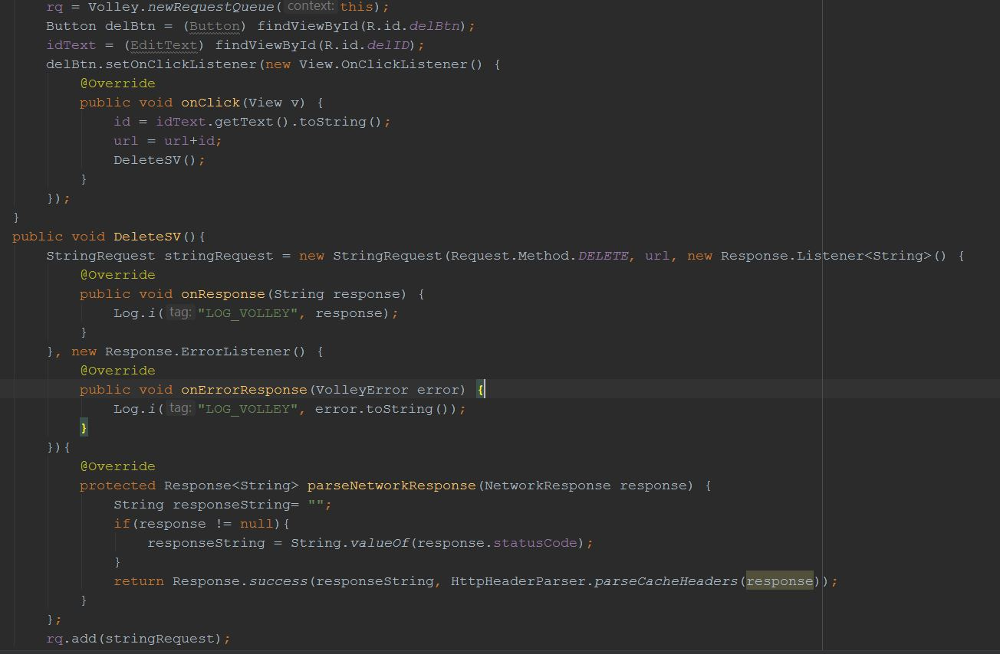 rq = Volley.newRequestQueue( context: this);
Button delBtn = (Button) findViewById(R.id.delBtn);
idText = (EditText) findViewById(R.id.delID);
delBtn.setOnClickListener(new View.OnClickListener() {
@Override
public void onClick(View v) {
id = idText.getText().toString();
url = url+id;
DeleteSV();
}
});
}
public void DeleteSV(){
StringRequest stringRequest = new StringRequest(Request.Method.DELETE, url, new Response.Listener<String>() {
@Override
public void onResponse(String response) {
Log.i( tag: "LOG_VOLLEY", response);
}
}, new Response.ErrorListener() {
@Override
public void onErrorResponse(VolleyError error) {
Log.i( tag: "LOG_VOLLEY", error.toString());
}
}){
@Override
protected Response<String> parseNetworkResponse(NetworkResponse response) {
String responseString= "";
if(response != null){
responseString = String.valueOf(response.statusCode);
}
return Response.success(responseString, HttpHeaderParser.parseCacheHeaders(response));
}
};
rq.add(stringRequest);